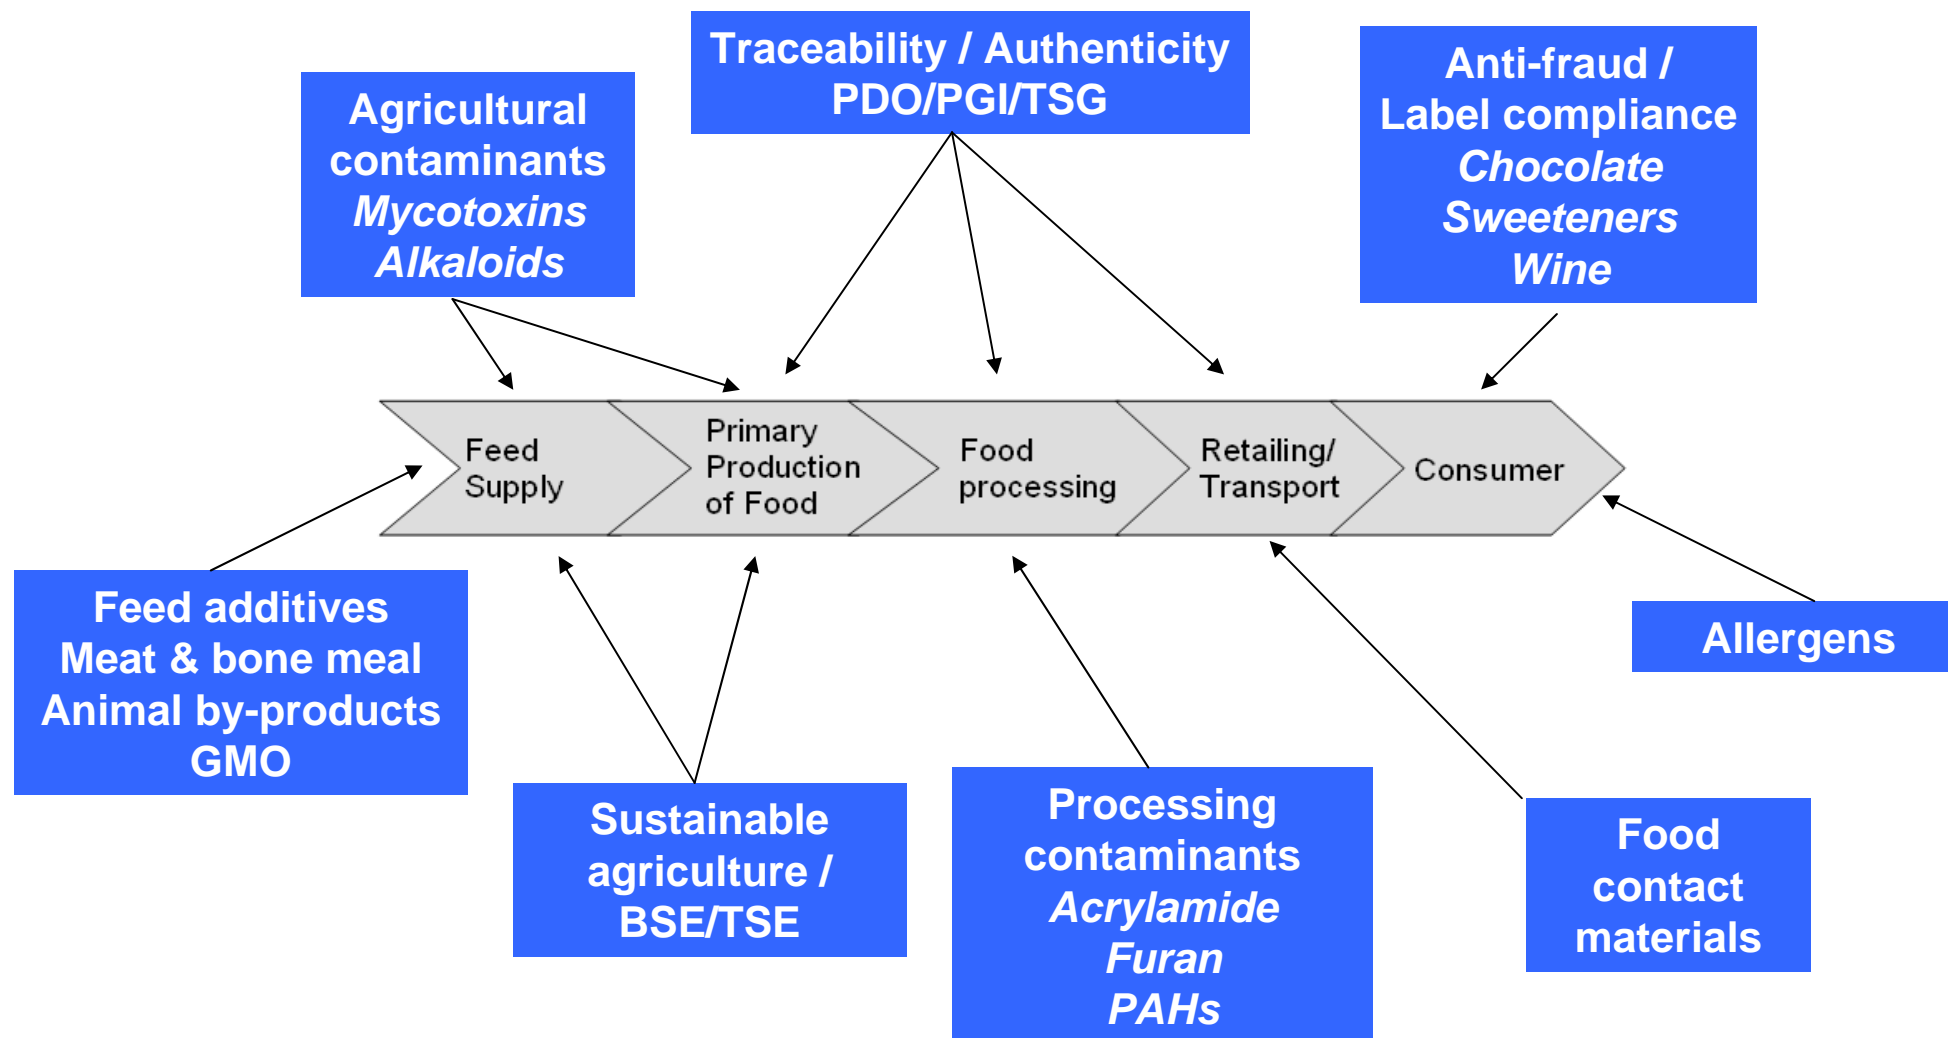 Traceability / Authenticity
PDO/PGI/TSG
Anti-fraud /
Label compliance
Chocolate
Sweeteners
Wine
Agricultural
contaminants
Mycotoxins
Alkaloids
Feed
Supply
Primary
Production
of Food
Food
processing
Retailing/
Transport
Consumer
Feed additives
Meat & bone meal
Animal by-products
GMO
Sustainable
agriculture /
BSE/TSE
Processing
contaminants
Acrylamide
Furan
PAHs
Food
contact
materials
Allergens